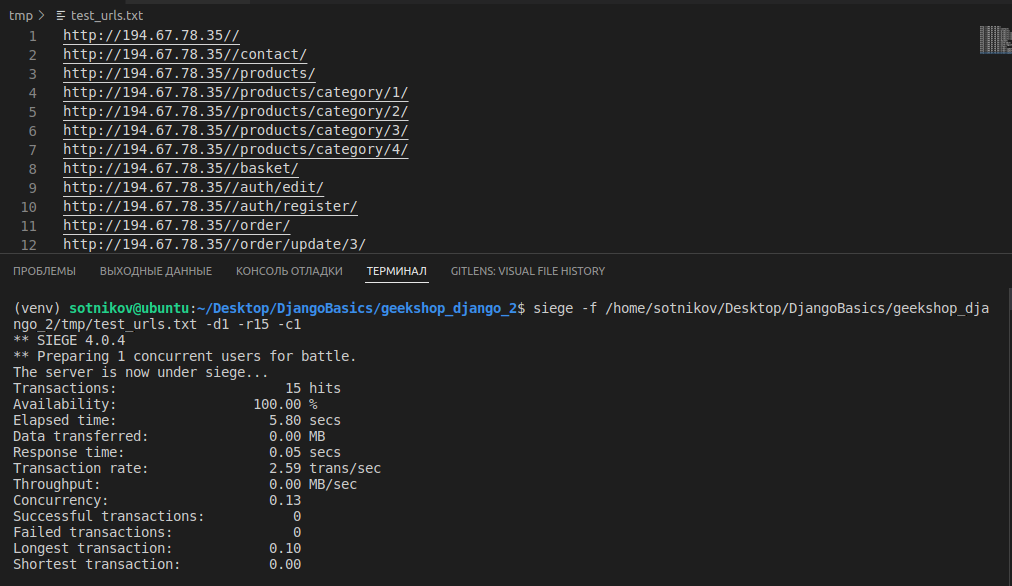 tmp > test_urls.txt
1 http://194.67.78.35//
2 http://194.67.78.35//contact/
3 http://194.67.78.35//products/
4 http://194.67.78.35//products/category/1/
5 http://194.67.78.35//products/category/2/
6 http://194.67.78.35//products/category/3/
7 http://194.67.78.35//products/category/4/
8 http://194.67.78.35//basket/
9 http://194.67.78.35//auth/edit/
10 http://194.67.78.35//auth/register/
11 http://194.67.78.35//order/
12 http://194.67.78.35//order/update/3/
ПРОБЛЕМЫ ВЫХОДНЫЕ ДАННЫЕ КОНСОЛЬ ОТЛАДКИ ТЕРМИНАЛ GITLENS: VISUAL FILE HISTORY
(venv) sotnikov@ubuntu:~/Desktop/DjangoBasics/geekshop_django_2$ siege -f /home/sotnikov/Desktop/DjangoBasics/geekshop_dja
ngo_2/tmp/test_urls.txt -d1 -r15 -c1
** SIEGE 4.0.4
** Preparing 1 concurrent users for battle.
The server is now under siege...
Transactions: 15 hits
Availability: 100.00 %
Elapsed time: 5.80 secs
Data transferred: 0.00 MB
Response time: 0.05 secs
Transaction rate: 2.59 trans/sec
Throughput: 0.00 MB/sec
Concurrency: 0.13
Successful transactions: 0
Failed transactions: 0
Longest transaction: 0.10
Shortest transaction: 0.00